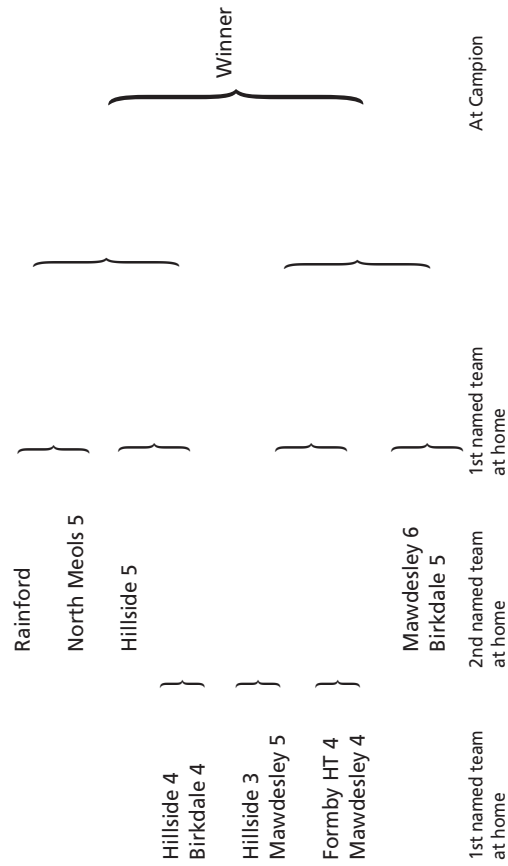 Hillside 4
Birkdale 4
Hillside 3
Mawdesley 5
Formby HT 4
Mawdesley 4
1st named team
at home
Rainford
North Meols 5
Hillside 5
Mawdesley 6
Birkdale 5
2nd named team
at home
1st named team
at home
Winner
At Campion